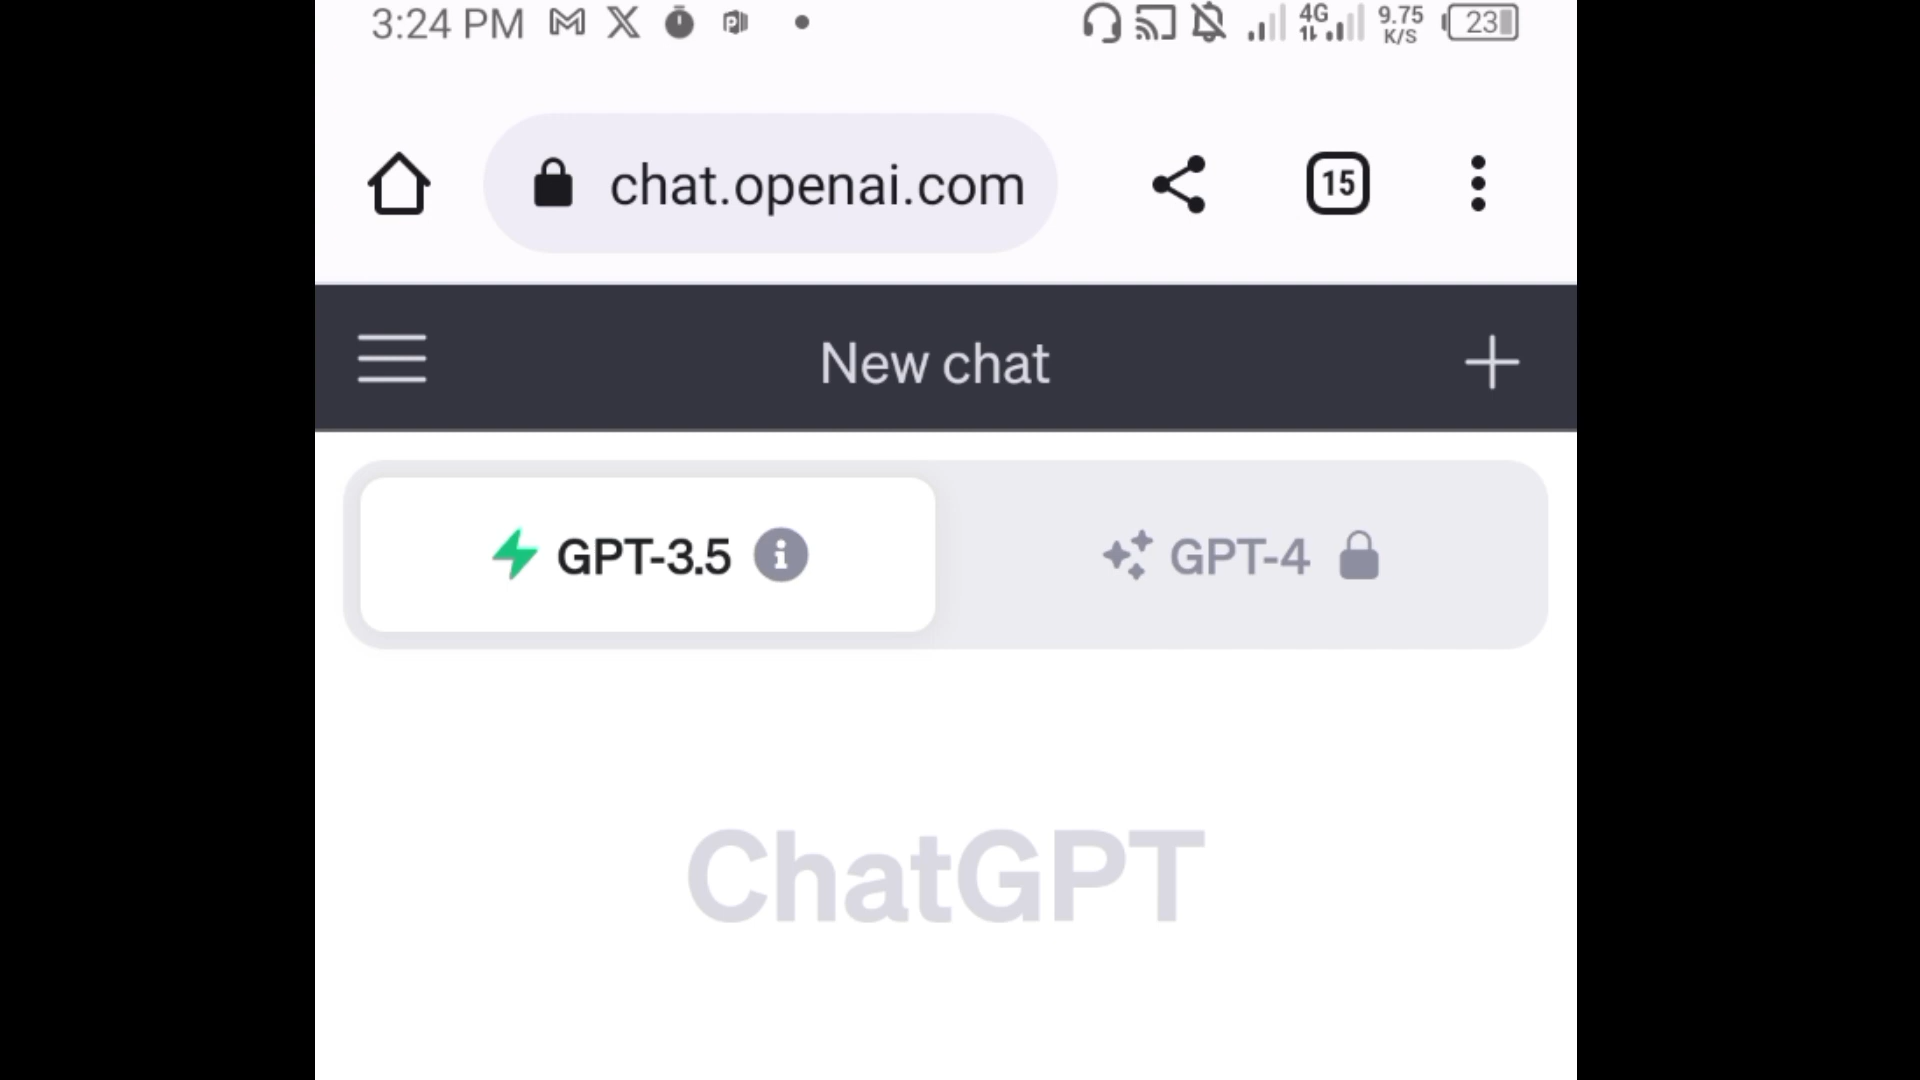 3:24 PM 4G 9.75 K/S 23
chat.openai.com 15
New chat
GPT-3.5 GPT-4
ChatGPT